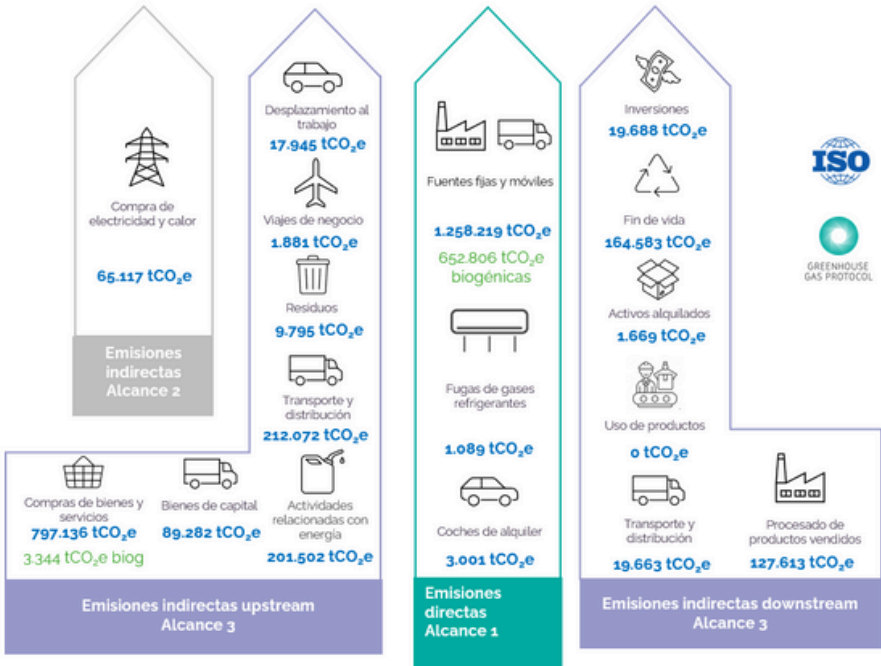 Compra de
electricidad y calor
65.117 tCO₂e
Emisiones
indirectas
Alcance 2
Desplazamiento al
trabajo
17.945 tCO₂e
Viajes de negocio
1.881 tCO₂e
Residuos
9.795 tCO₂e
Transporte y
distribución
212.072 tCO₂e
Compras de bienes y
servicios
797.136 tCO₂e
3.344 tCO₂e biog
Bienes de capital
89.282 tCO₂e
Actividades
relacionadas con
energía
201.502 tCO₂e
Emisiones indirectas upstream
Alcance 3
Fuentes fijas y móviles
1.258.219 tCO₂e
652.806 tCO₂e
biogénicas
Fugas de gases
refrigerantes
1.089 tCO₂e
Coches de alquiler
3.001 tCO₂e
Emisiones
directas
Alcance 1
Inversiones
19.688 tCO₂e
Fin de vida
164.583 tCO₂e
Activos alquilados
1.669 tCO₂e
Uso de productos
0 tCO₂e
Transporte y
distribución
19.663 tCO₂e
Procesado de
productos vendidos
127.613 tCO₂e
Emisiones indirectas downstream
Alcance 3
ISO
GREENHOUSE
GAS PROTOCOL